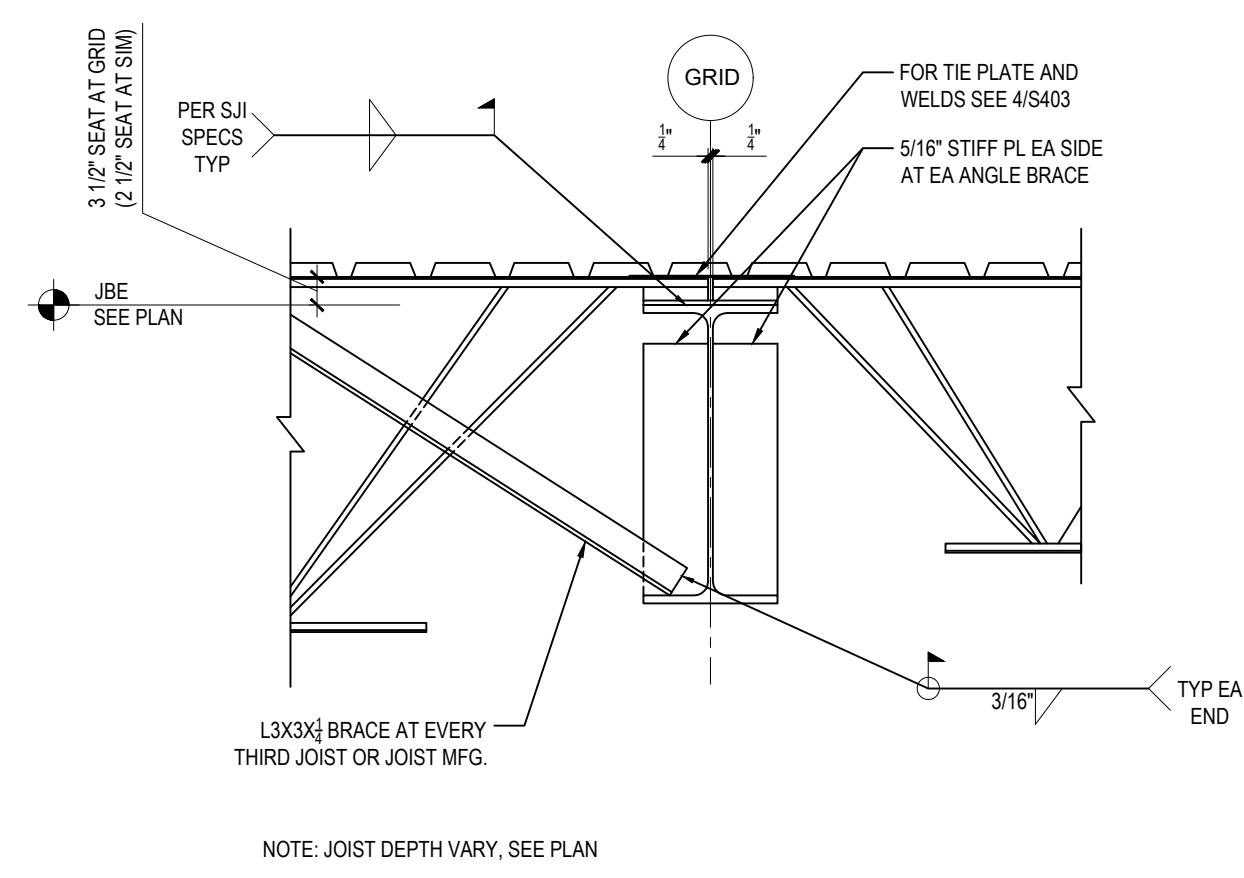 3 1/2" SEAT AT GRID
(2 1/2" SEAT AT SIM)
PER SJI
SPECS
TYP
GRID
1/4" 1/4"
FOR TIE PLATE AND
WELDS SEE 4/S403
5/16" STIFF PL EA SIDE
AT EA ANGLE BRACE
JBE
SEE PLAN
L3X3X1/4 BRACE AT EVERY
THIRD JOIST OR JOIST MFG.
3/16"
TYP EA
END
NOTE: JOIST DEPTH VARY, SEE PLAN